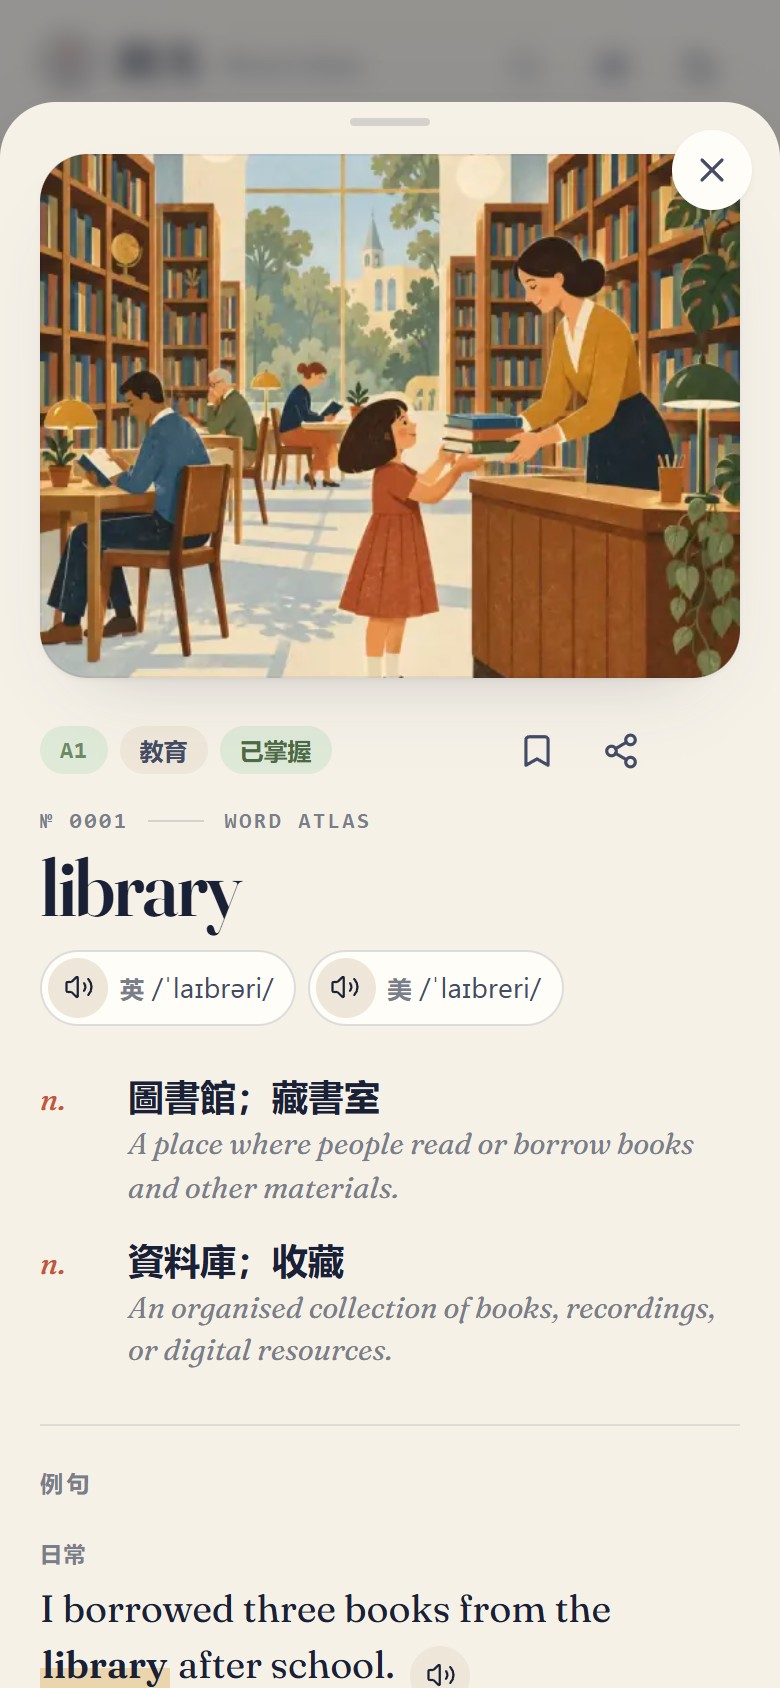 A1 教育 已掌握
№ 0001 WORD ATLAS
library
英 /ˈlaɪbrəri/ 美 /ˈlaɪbreri/
n. 圖書館；藏書室
A place where people read or borrow books
and other materials.
n. 資料庫；收藏
An organised collection of books, recordings,
or digital resources.
例句
日常
I borrowed three books from the
library after school.